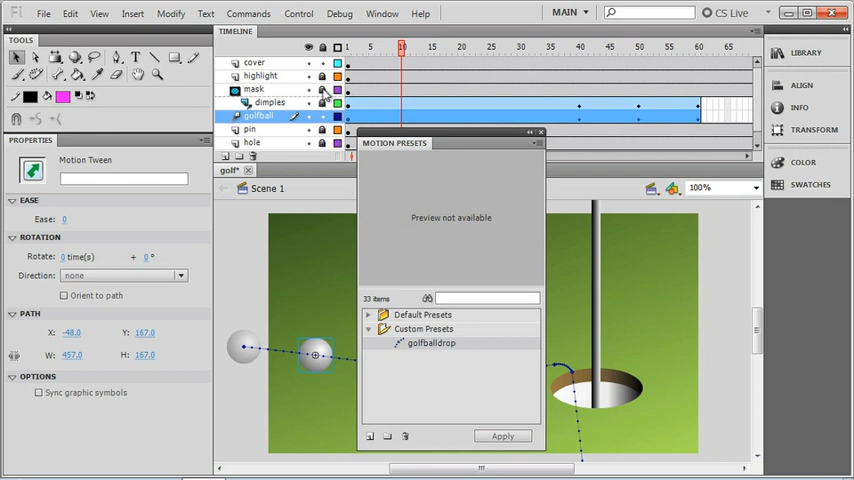 Fl File Edit View Insert Modify Text Commands Control Debug Window Help MAIN CS Live
TOOLS
TIMELINE
1 5 10 15 20 25 30 35 40 45 50 55 60 65
cover
highlight
mask
dimples
golfball
pin
hole
LIBRARY
ALIGN
INFO
TRANSFORM
COLOR
SWATCHES
PROPERTIES
Motion Tween
EASE
Ease: 0
ROTATION
Rotate: 0 time(s) + 0°
Direction: none
Orient to path
PATH
X: -48.0 Y: 167.0
W: 457.0 H: 167.0
OPTIONS
Sync graphic symbols
golf*
Scene 1
100%
MOTION PRESETS
Preview not available
33 items
Default Presets
Custom Presets
golfballdrop
Apply